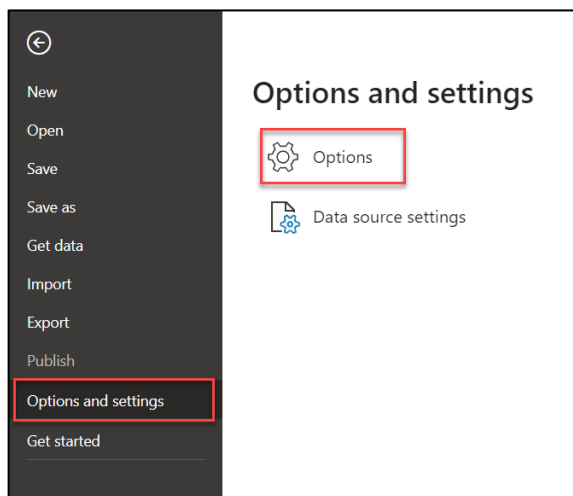 New
Open
Save
Save as
Get data
Import
Export
Publish
Options and settings
Get started
Options and settings
Options
Data source settings